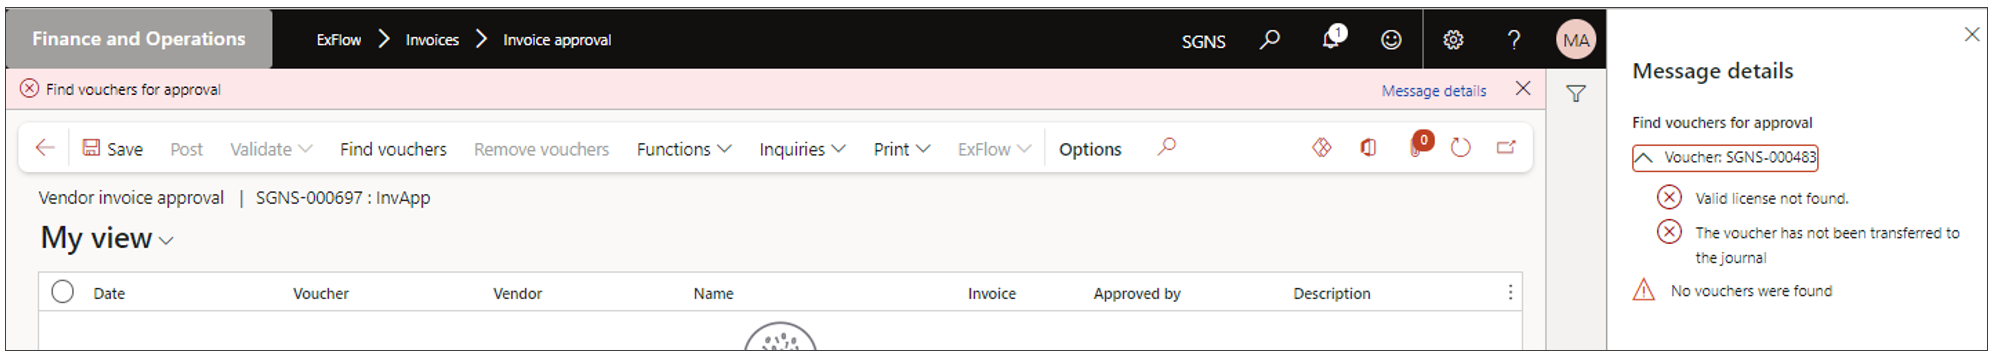 Finance and Operations
ExFlow > Invoices > Invoice approval
SGNS
1
?
MA
Find vouchers for approval
Message details
Save
Post
Validate
Find vouchers
Remove vouchers
Functions
Inquiries
Print
ExFlow
Options
0
Vendor invoice approval | SGNS-000697 : InvApp
My view
Date Voucher Vendor Name Invoice Approved by Description
Message details
Find vouchers for approval
Voucher: SGNS-000483
Valid license not found.
The voucher has not been transferred to
the journal
No vouchers were found